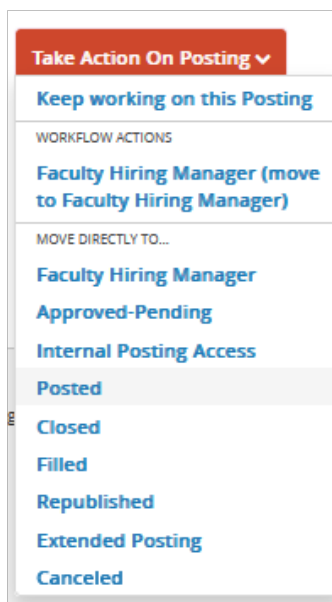 Take Action On Posting
Keep working on this Posting
WORKFLOW ACTIONS
Faculty Hiring Manager (move
to Faculty Hiring Manager)
MOVE DIRECTLY TO...
Faculty Hiring Manager
Approved-Pending
Internal Posting Access
Posted
Closed
Filled
Republished
Extended Posting
Canceled